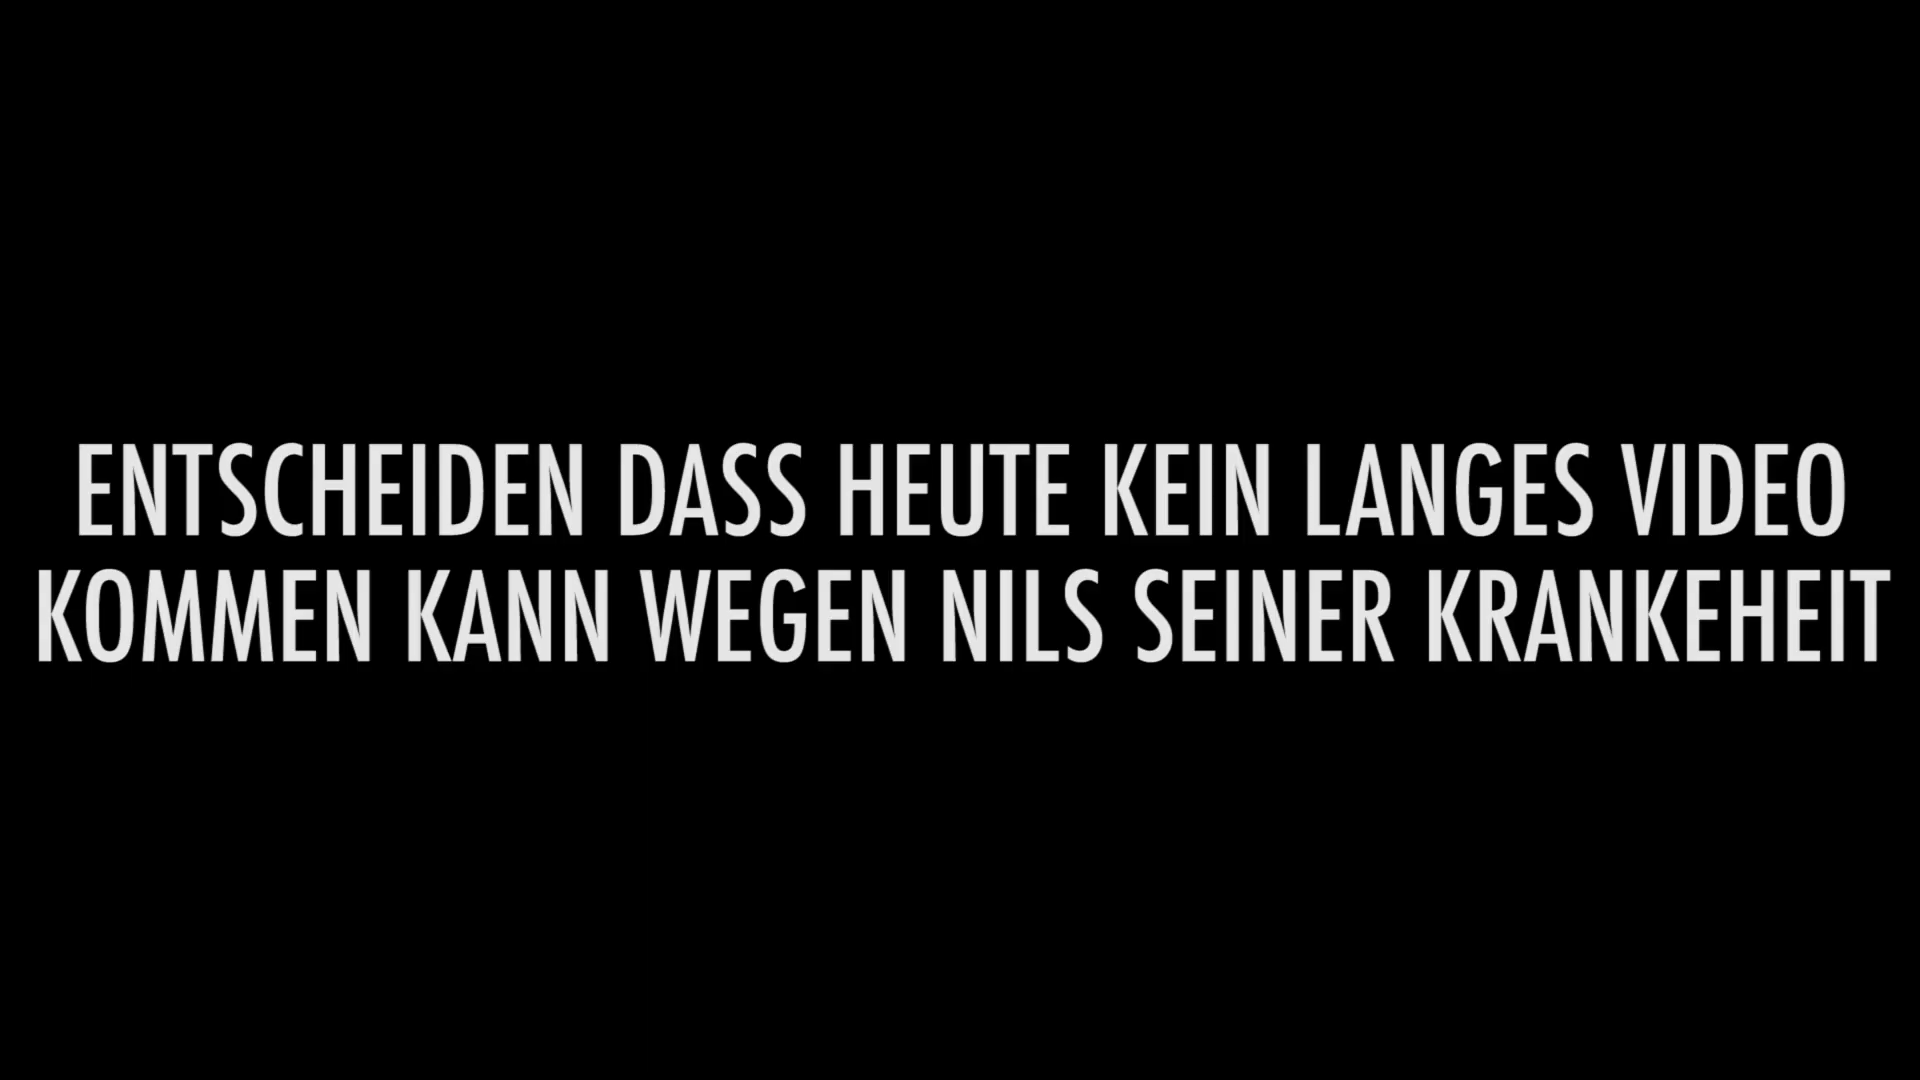 ENTSCHEIDEN DASS HEUTE KEIN LANGES VIDEO
KOMMEN KANN WEGEN NILS SEINER KRANKEHEIT